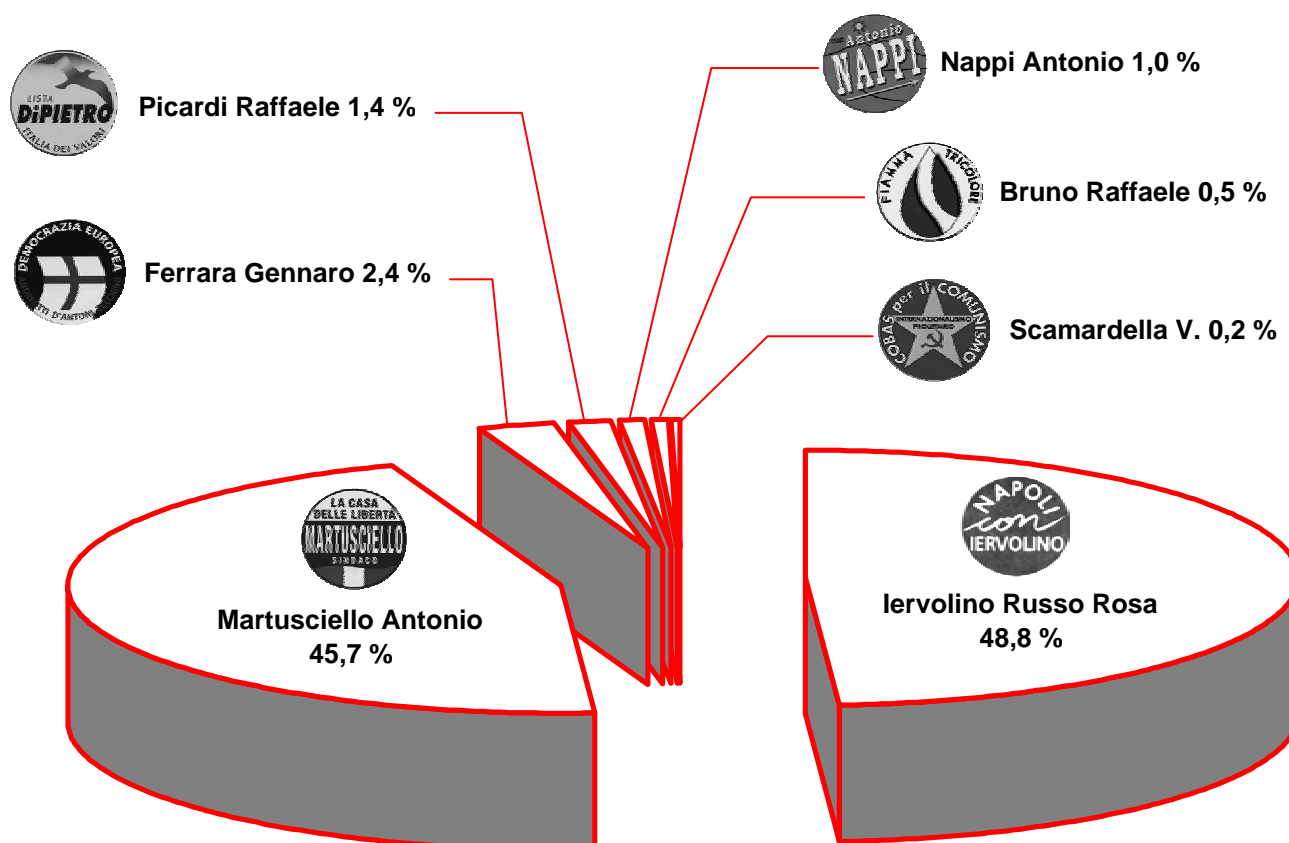 LISTA
DiPIETRO
ITALIA DEI VALORI
Picardi Raffaele 1,4 %
Antonio
NAPPI
Nappi Antonio 1,0 %
FIAMMA TRICOLORE
Bruno Raffaele 0,5 %
DEMOCRAZIA EUROPEA
Ferrara Gennaro 2,4 %
COBAS per il COMUNISMO
INTERNAZIONALISMO
PROLETARIO
Scamardella V. 0,2 %
LA CASA
DELLE LIBERTA'
MARTUSCIELLO
SINDACO
Martusciello Antonio
45,7 %
NAPOLI
con
IERVOLINO
Iervolino Russo Rosa
48,8 %